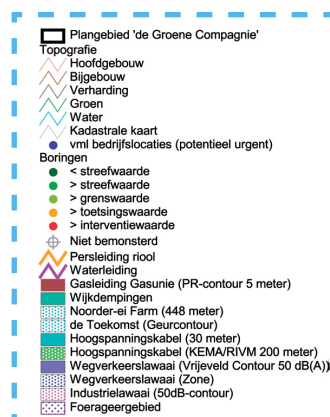 Plangebied 'de Groene Compagnie'
Topografie
Hoofdgebouw
Bijgebouw
Verharding
Groen
Water
Kadastrale kaart
vml bedrijfslocaties (potentieel urgent)
Boringen
< streefwaarde
> streefwaarde
> grenswaarde
> toetsingswaarde
> interventiewaarde
Niet bemonsterd
Persleiding riool
Waterleiding
Gasleiding Gasunie (PR-contour 5 meter)
Wijkdempingen
Noorder-ei Farm (448 meter)
de Toekomst (Geurcontour)
Hoogspanningskabel (30 meter)
Hoogspanningskabel (KEMA/RIVM 200 meter)
Wegverkeerslawaai (Vrijeveld Contour 50 dB(A))
Wegverkeerslawaai (Zone)
Industrielawaai (50dB-contour)
Foerageergebied